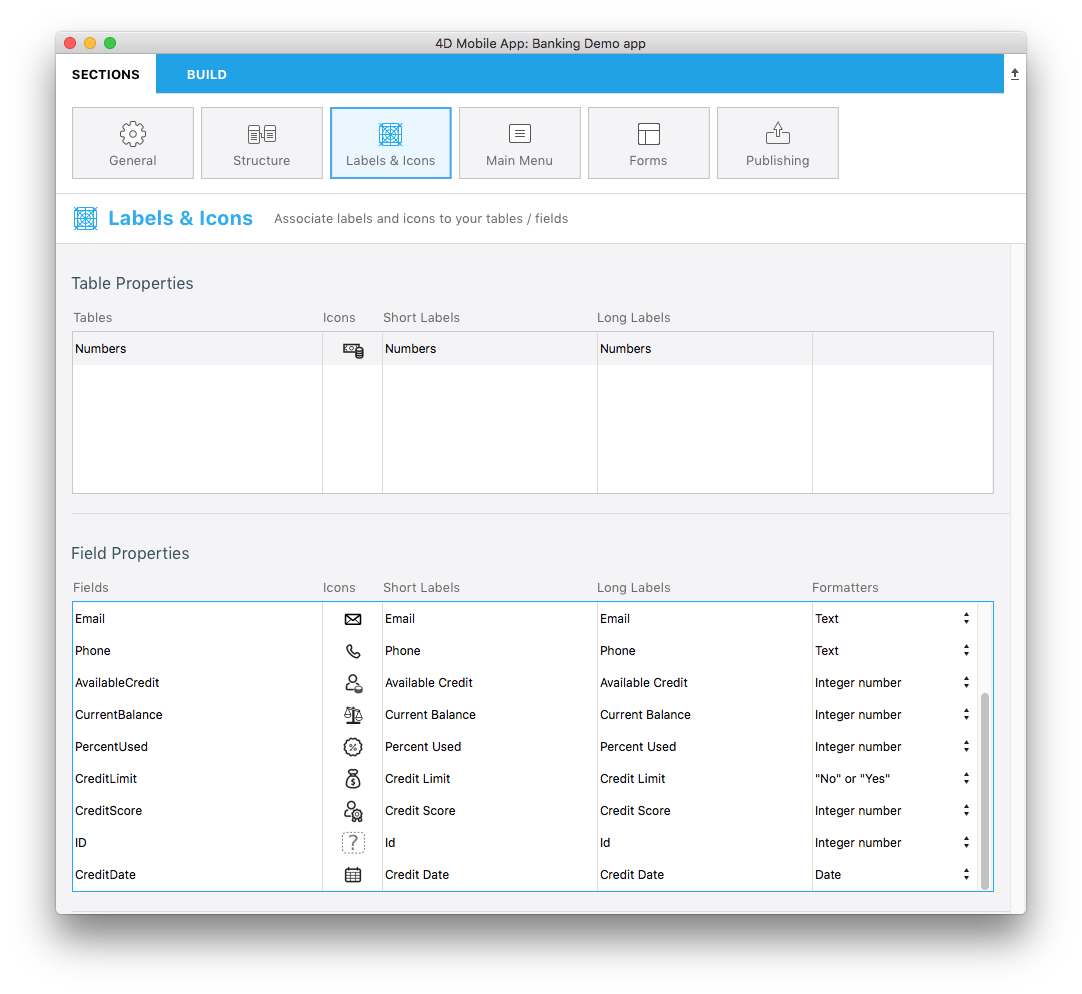 4D Mobile App: Banking Demo app
SECTIONS BUILD
General Structure Labels & Icons Main Menu Forms Publishing
Labels & Icons Associate labels and icons to your tables / fields
Table Properties
Tables Icons Short Labels Long Labels
Numbers Numbers Numbers
Field Properties
Fields Icons Short Labels Long Labels Formatters
Email Email Email Text
Phone Phone Phone Text
AvailableCredit Available Credit Available Credit Integer number
CurrentBalance Current Balance Current Balance Integer number
PercentUsed % Percent Used Percent Used Integer number
CreditLimit $ Credit Limit Credit Limit "No" or "Yes"
CreditScore Credit Score Credit Score Integer number
ID ? Id Id Integer number
CreditDate Credit Date Credit Date Date